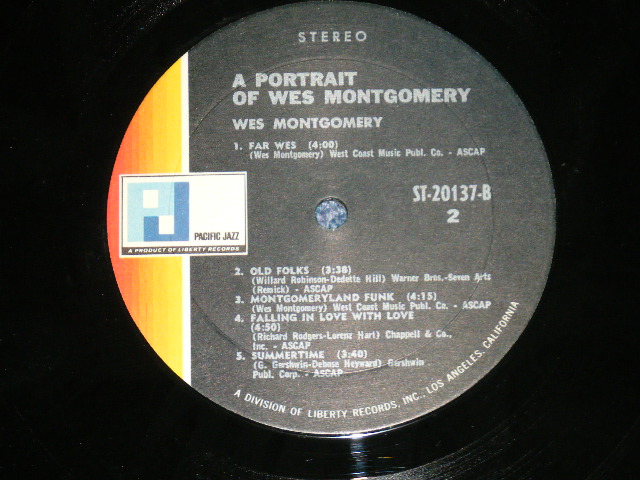 STEREO
A PORTRAIT
OF WES MONTGOMERY
WES MONTGOMERY
1. FAR WES (4:00)
(Wes Montgomery) West Coast Music Publ. Co. - ASCAP
ST-20137-B
2
PJ
PACIFIC JAZZ
A PRODUCT OF LIBERTY RECORDS
2. OLD FOLKS (3:38)
(Willard Robinson-Dedette Hill) Warner Bros.-Seven Arts
(Remick) - ASCAP
3. MONTGOMERYLAND FUNK (4:15)
(Wes Montgomery) West Coast Music Publ. Co. - ASCAP
4. FALLING IN LOVE WITH LOVE
(4:50)
(Richard Rodgers-Lorenz Hart) Chappell & Co.,
Inc. - ASCAP
5. SUMMERTIME (3:40)
(G. Gershwin-Debose Heyward) Gershwin
Publ. Corp. - ASCAP
A DIVISION OF LIBERTY RECORDS, INC., LOS ANGELES, CALIFORNIA